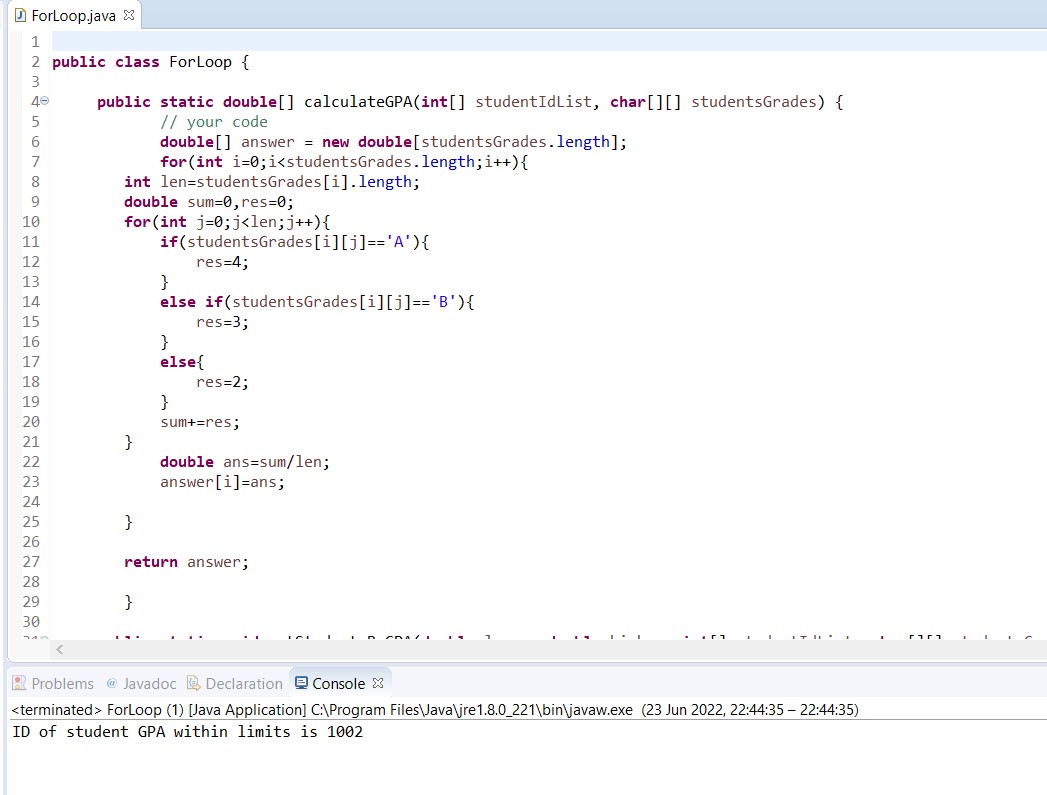 ForLoop.java
1
2 public class ForLoop {
3
4 public static double[] calculateGPA(int[] studentIdList, char[][] studentsGrades) {
5 // your code
6 double[] answer = new double[studentsGrades.length];
7 for(int i=0;i<studentsGrades.length;i++){
8 int len=studentsGrades[i].length;
9 double sum=0,res=0;
10 for(int j=0;j<len;j++){
11 if(studentsGrades[i][j]=='A'){
12 res=4;
13 }
14 else if(studentsGrades[i][j]=='B'){
15 res=3;
16 }
17 else{
18 res=2;
19 }
20 sum+=res;
21 }
22 double ans=sum/len;
23 answer[i]=ans;
24
25 }
26
27 return answer;
28
29 }
30
Problems @ Javadoc Declaration Console
<terminated> ForLoop (1) [Java Application] C:\Program Files\Java\jre1.8.0_221\bin\javaw.exe (23 Jun 2022, 22:44:35 – 22:44:35)
ID of student GPA within limits is 1002